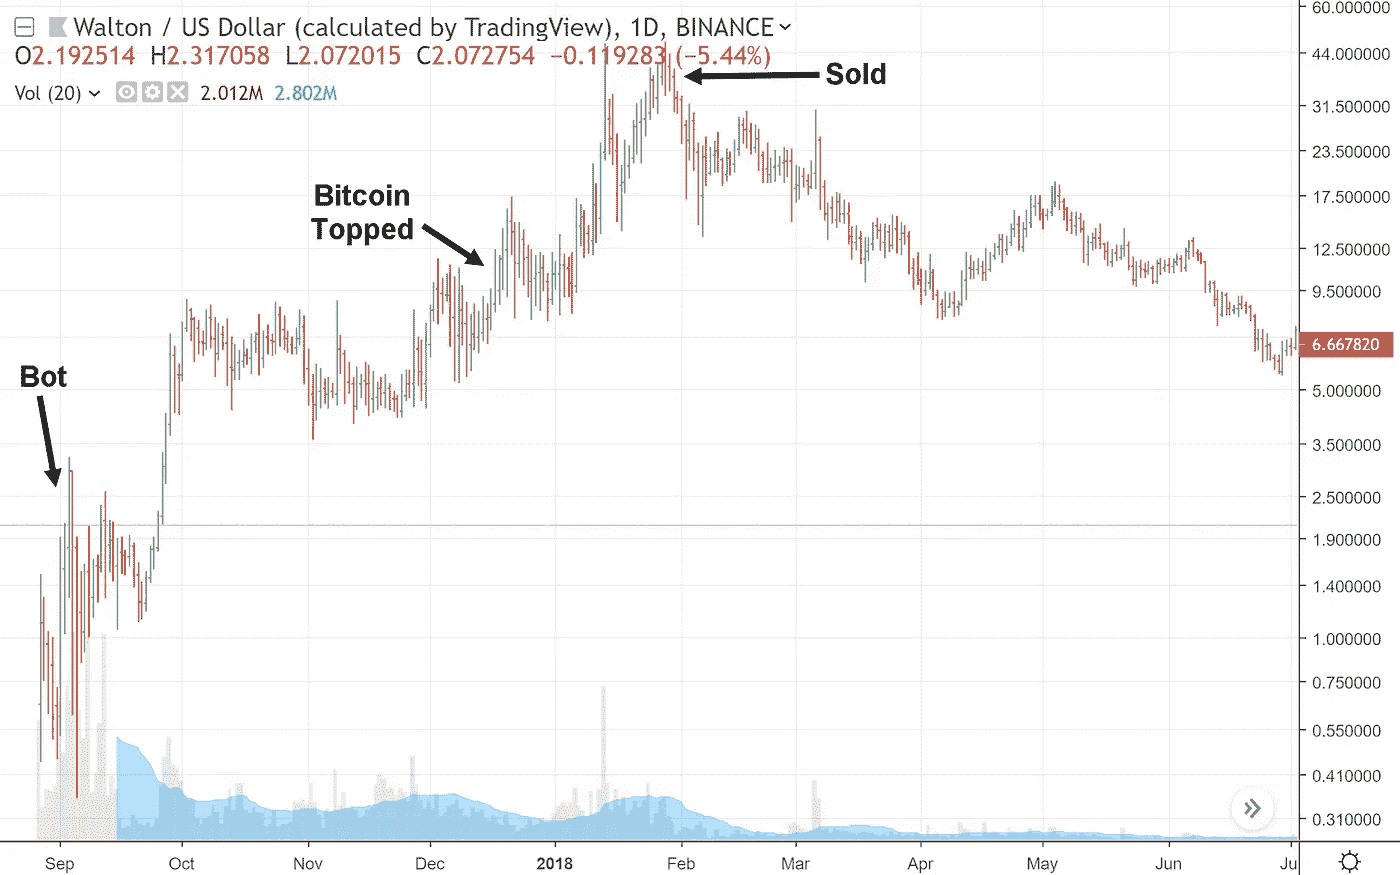 Walton / US Dollar (calculated by TradingView), 1D, BINANCE
O2.192514 H2.317058 L2.072015 C2.072754 −0.119283 (−5.44%)
Vol (20) 2.012M 2.802M
Sold
Bitcoin
Topped
Bot
60.000000
44.000000
31.500000
23.500000
17.500000
12.500000
9.500000
6.667820
5.000000
3.500000
2.500000
1.900000
1.400000
1.000000
0.750000
0.550000
0.410000
0.310000
Sep Oct Nov Dec 2018 Feb Mar Apr May Jun Ju